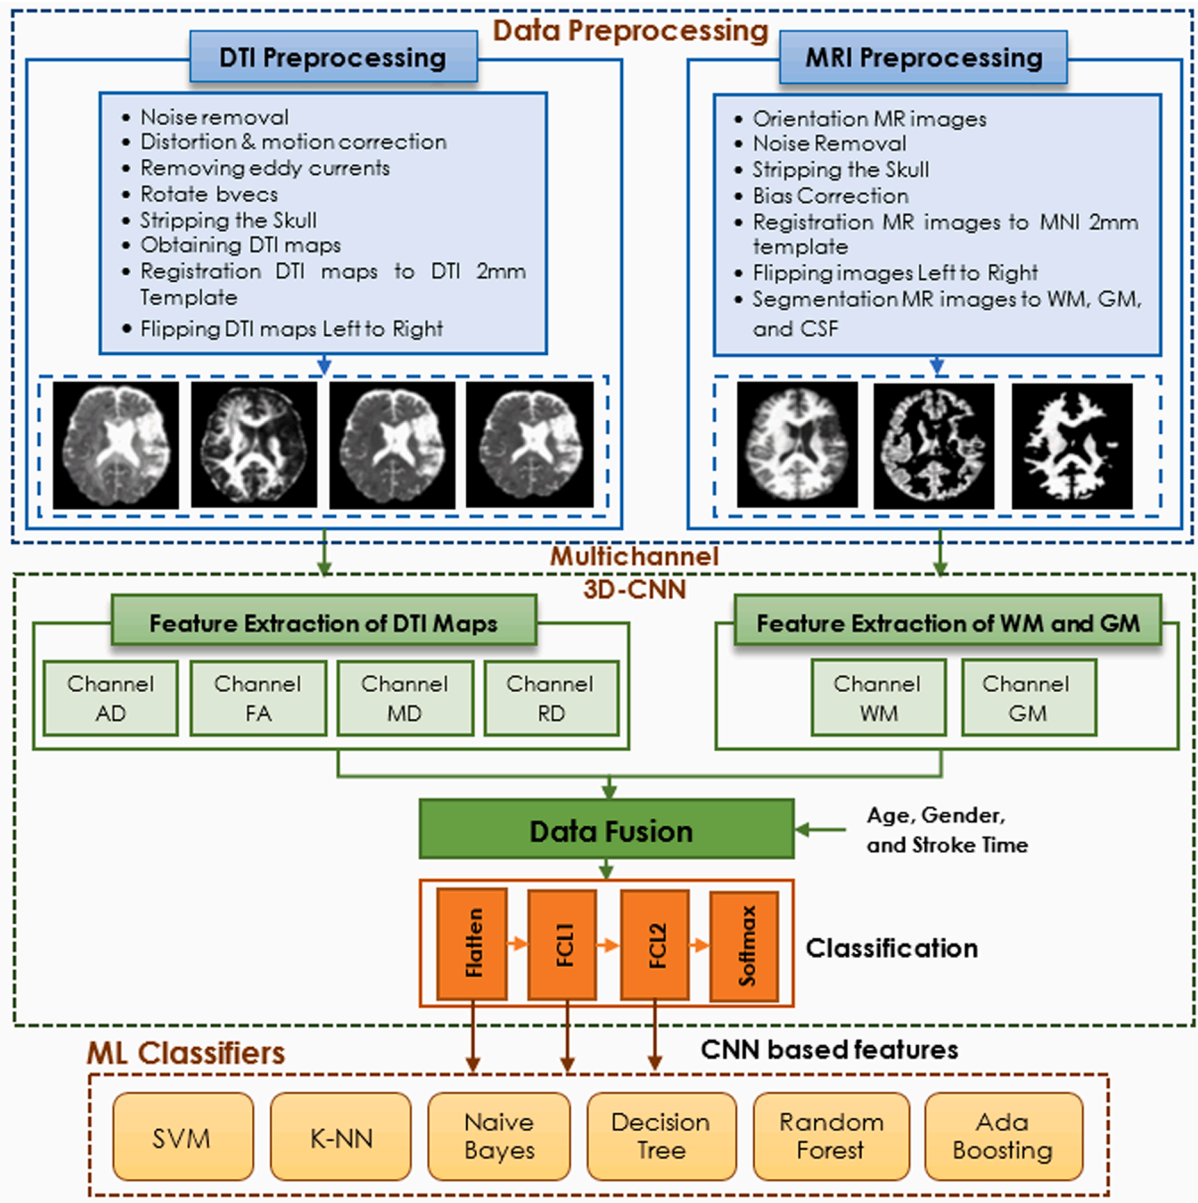 Data Preprocessing
DTI Preprocessing
• Noise removal
• Distortion & motion correction
• Removing eddy currents
• Rotate bvecs
• Stripping the Skull
• Obtaining DTI maps
• Registration DTI maps to DTI 2mm
Template
• Flipping DTI maps Left to Right
MRI Preprocessing
• Orientation MR images
• Noise Removal
• Stripping the Skull
• Bias Correction
• Registration MR images to MNI 2mm
template
• Flipping images Left to Right
• Segmentation MR images to WM, GM,
and CSF
Multichannel
3D-CNN
Feature Extraction of DTI Maps
Channel
AD
Channel
FA
Channel
MD
Channel
RD
Feature Extraction of WM and GM
Channel
WM
Channel
GM
Data Fusion
Age, Gender,
and Stroke Time
Flatten
FCL1
FCL2
Softmax
Classification
ML Classifiers
CNN based features
SVM
K-NN
Naive
Bayes
Decision
Tree
Random
Forest
Ada
Boosting